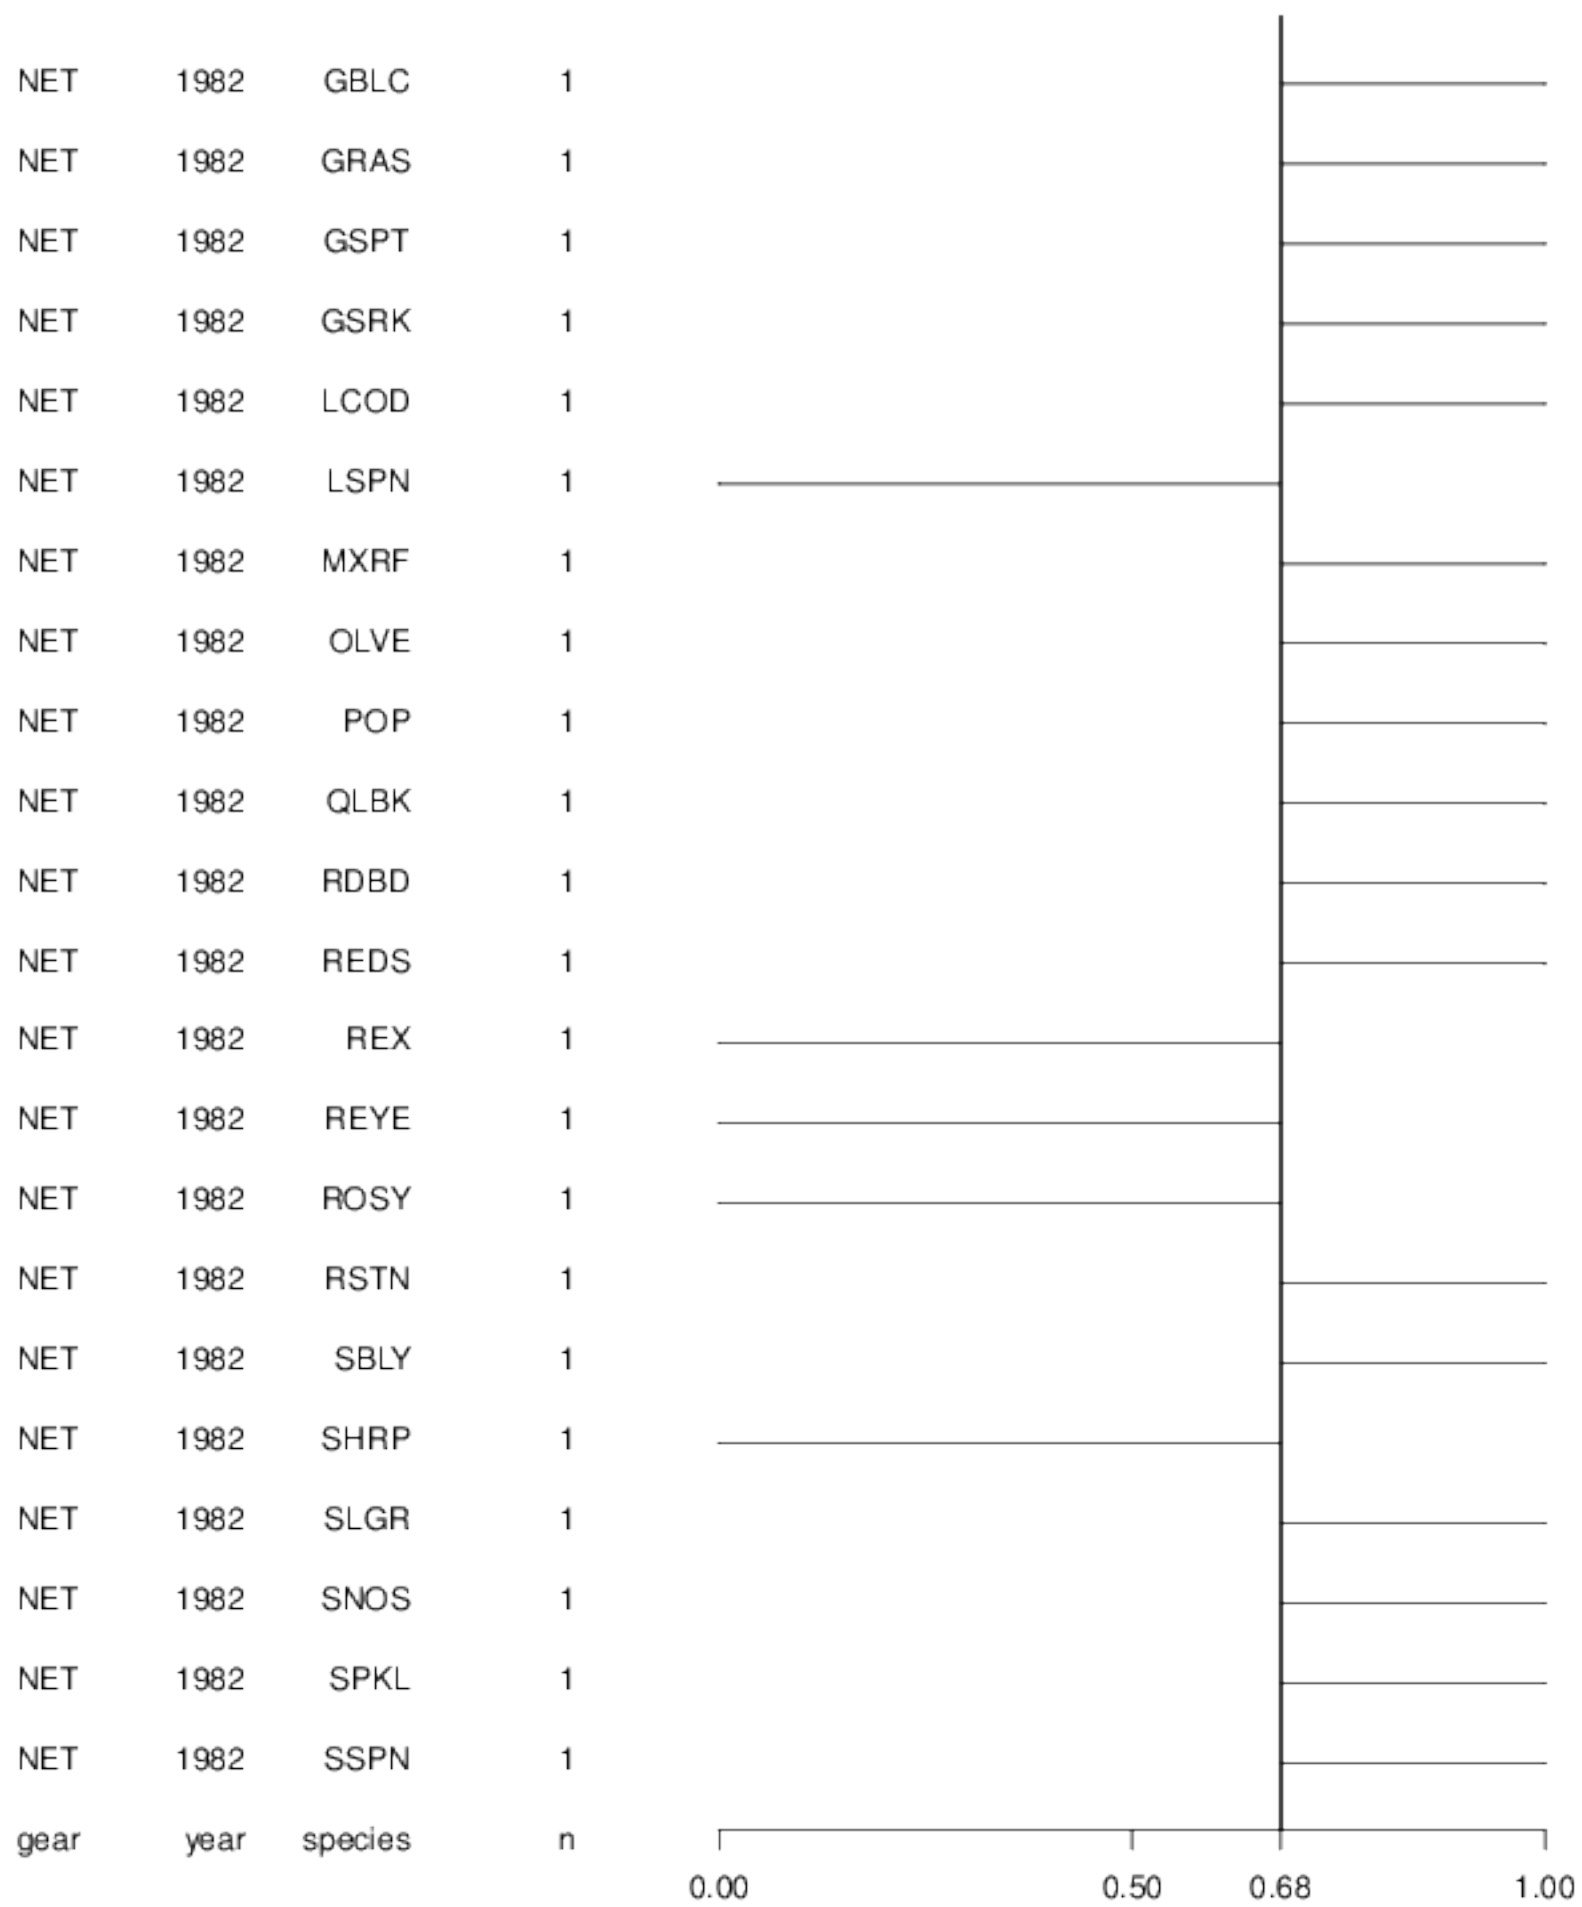 NET 1982 GBLC 1
NET 1982 GRAS 1
NET 1982 GSPT 1
NET 1982 GSRK 1
NET 1982 LCOD 1
NET 1982 LSPN 1
NET 1982 MXRF 1
NET 1982 OLVE 1
NET 1982 POP 1
NET 1982 QLBK 1
NET 1982 RDBD 1
NET 1982 REDS 1
NET 1982 REX 1
NET 1982 REYE 1
NET 1982 ROSY 1
NET 1982 RSTN 1
NET 1982 SBLY 1
NET 1982 SHRP 1
NET 1982 SLGR 1
NET 1982 SNOS 1
NET 1982 SPKL 1
NET 1982 SSPN 1
gear year species n
0.00 0.50 0.68 1.00